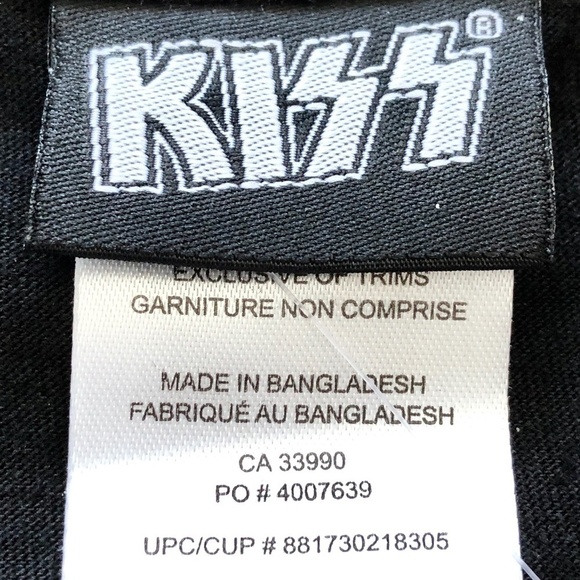 KISS®
EXCLUSIVE OF TRIMS
GARNITURE NON COMPRISE
MADE IN BANGLADESH
FABRIQUÉ AU BANGLADESH
CA 33990
PO # 4007639
UPC/CUP # 881730218305